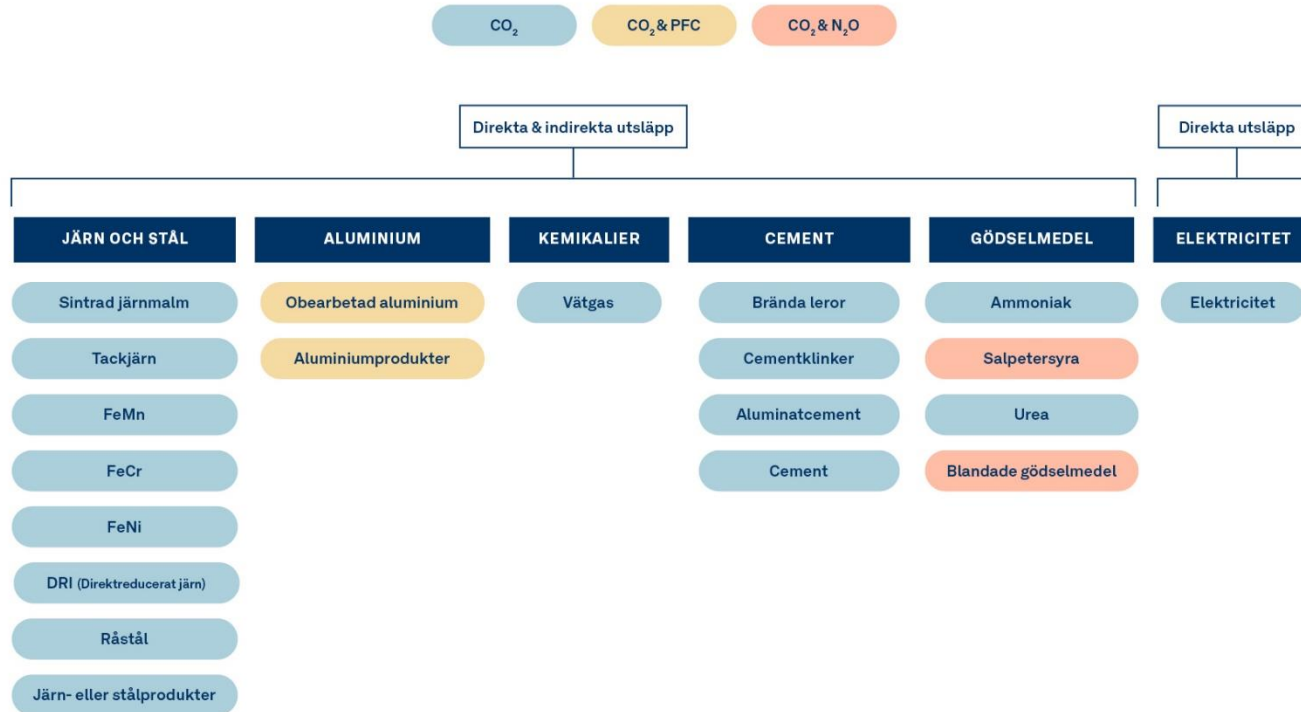 CO₂
CO₂ & PFC
CO₂ & N₂O
Direkta & indirekta utsläpp
Direkta utsläpp
JÄRN OCH STÅL
Sintrad järnmalm
Tackjärn
FeMn
FeCr
FeNi
DRI (Direktreducerat järn)
Råstål
Järn- eller stålprodukter
ALUMINIUM
Obearbetad aluminium
Aluminiumprodukter
KEMIKALIER
Vätgas
CEMENT
Brända leror
Cementklinker
Aluminatcement
Cement
GÖDSELMEDEL
Ammoniak
Salpetersyra
Urea
Blandade gödselmedel
ELEKTRICITET
Elektricitet